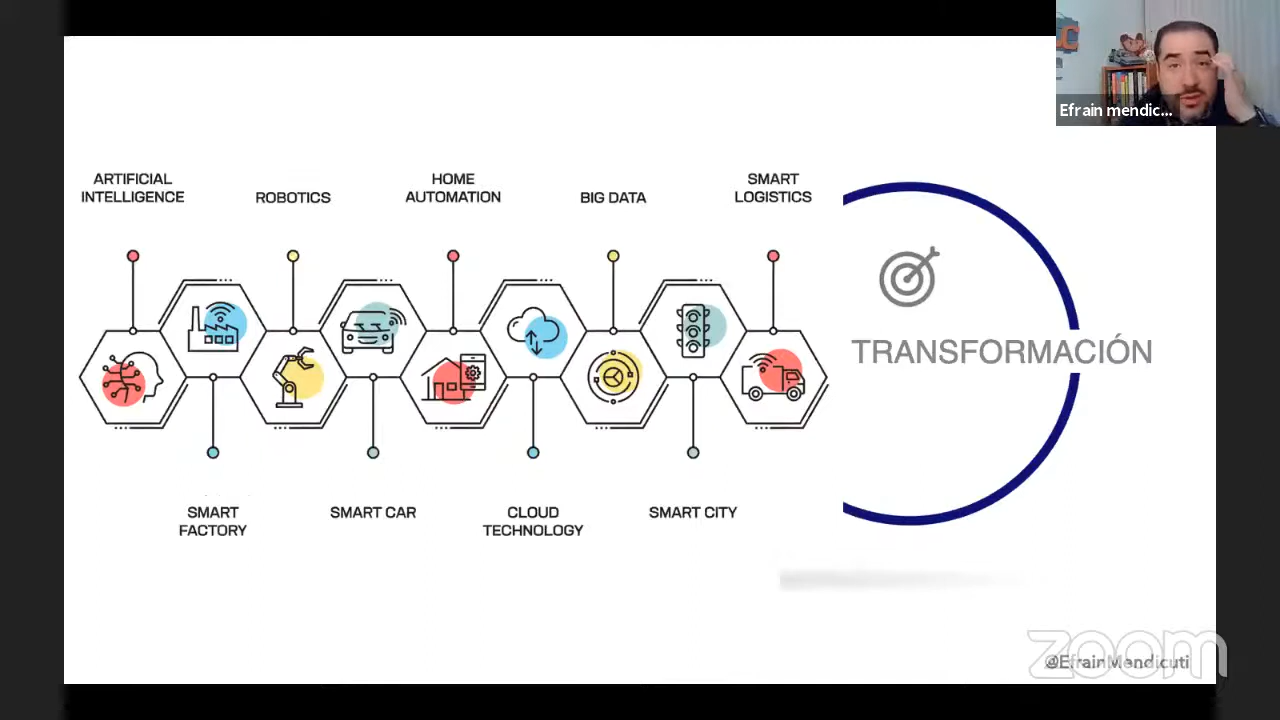 Efrain mendic...
ARTIFICIAL
INTELLIGENCE
ROBOTICS
HOME
AUTOMATION
BIG DATA
SMART
LOGISTICS
TRANSFORMACIÓN
SMART
FACTORY
SMART CAR
CLOUD
TECHNOLOGY
SMART CITY
zoom
@EfrainMendicuti